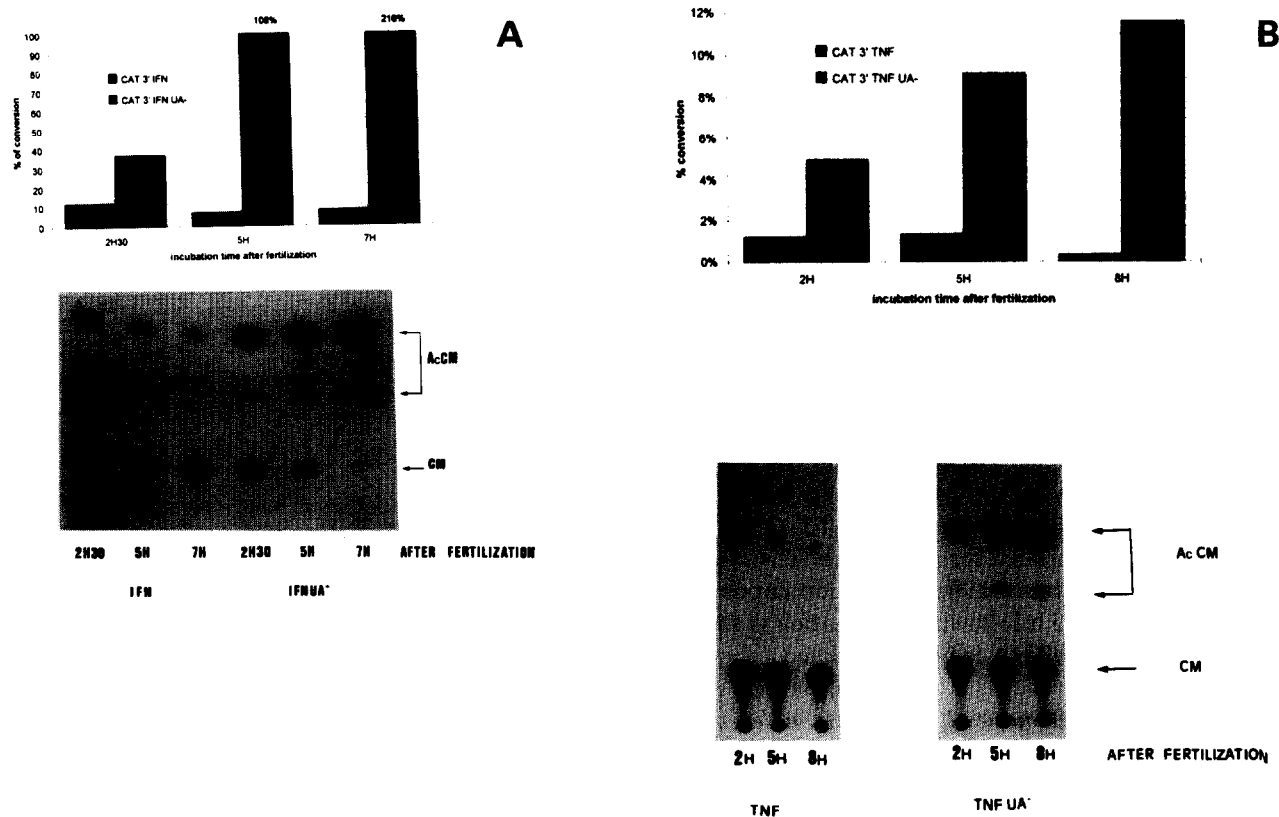 A
108%
216%
100
90
80
70
60
50
40
30
20
10
0
% of conversion
CAT 3' IFN
CAT 3' IFN UA-
2H30 5H 7H
incubation time after fertilization
AcCM
CM
2H30 5H 7H 2H30 5H 7H AFTER FERTILIZATION
IFN IFNUA-
B
12%
10%
8%
6%
4%
2%
0%
% conversion
CAT 3' TNF
CAT 3' TNF UA-
2H 5H 8H
incubation time after fertilization
Ac CM
CM
2H 5H 8H 2H 5H 8H AFTER FERTILIZATION
TNF TNF UA-